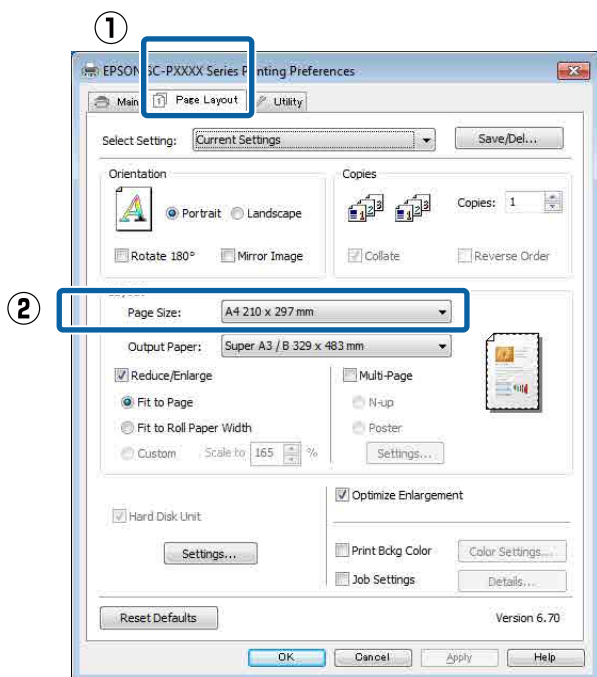 ①
EPSON SC-PXXXX Series Printing Preferences
Main Page Layout Utility
Select Setting: Current Settings Save/Del...
Orientation Copies
Portrait Landscape Copies: 1
Rotate 180° Mirror Image Collate Reverse Order
②
Page Size: A4 210 x 297 mm
Output Paper: Super A3 / B 329 x 483 mm
Reduce/Enlarge Multi-Page
Fit to Page N-up
Fit to Roll Paper Width Poster
Custom Scale to 165 % Settings...
Optimize Enlargement
Hard Disk Unit
Settings... Print Bckg Color Color Settings...
Job Settings Details...
Reset Defaults Version 6.70
OK Cancel Apply Help